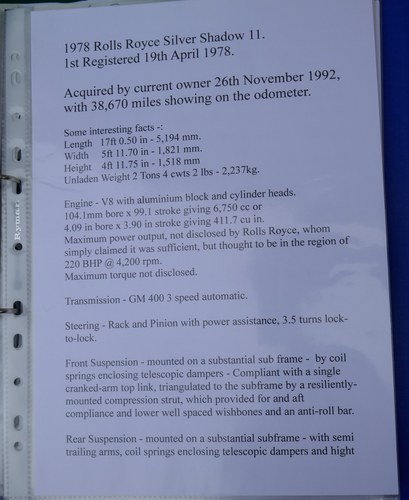 1978 Rolls Royce Silver Shadow 11.
1st Registered 19th April 1978.
Acquired by current owner 26th November 1992,
with 38,670 miles showing on the odometer.
Some interesting facts -:
Length 17ft 0.50 in - 5,194 mm.
Width 5ft 11.70 in - 1,821 mm.
Height 4ft 11.75 in - 1,518 mm
Unladen Weight 2 Tons 4 cwts 2 lbs - 2,237kg.
Engine - V8 with aluminium block and cylinder heads.
104.1mm bore x 99.1 stroke giving 6,750 cc or
4.09 in bore x 3.90 in stroke giving 411.7 cu in.
Maximum power output, not disclosed by Rolls Royce, whom
simply claimed it was sufficient, but thought to be in the region of
220 BHP @ 4,200 rpm.
Maximum torque not disclosed.
Transmission - GM 400 3 speed automatic.
Steering - Rack and Pinion with power assistance, 3.5 turns lock-
to-lock.
Front Suspension - mounted on a substantial sub frame - by coil
springs enclosing telescopic dampers - Compliant with a single
cranked-arm top link, triangulated to the subframe by a resiliently-
mounted compression strut, which provided for and aft
compliance and lower well spaced wishbones and an anti-roll bar.
Rear Suspension - mounted on a substantial subframe - with semi
trailing arms, coil springs enclosing telescopic dampers and hight
Ryman